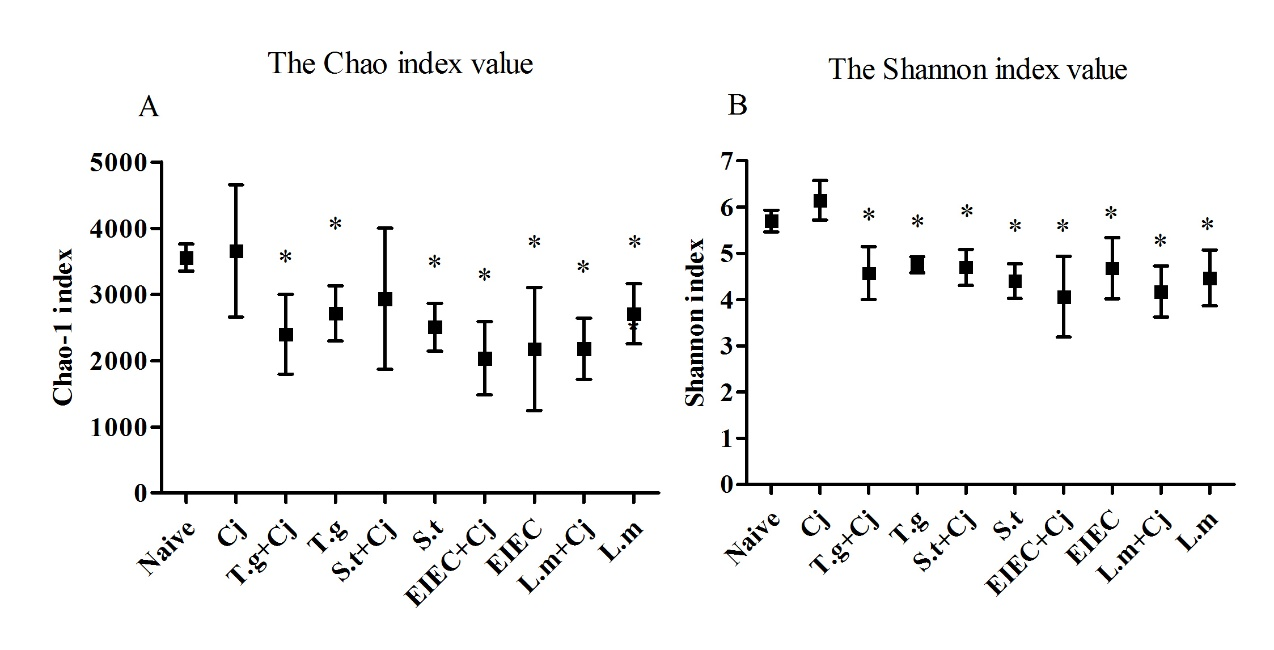 The Chao index value
A
Chao-1 index
5000
4000
3000
2000
1000
0
* * * * * * *
*
Naive Cj T.g+Cj T.g S.t+Cj S.t EIEC+Cj EIEC L.m+Cj L.m
The Shannon index value
B
Shannon index
7
6
5
4
3
2
1
0
* * * * * * * *
Naive Cj T.g+Cj T.g S.t+Cj S.t EIEC+Cj EIEC L.m+Cj L.m